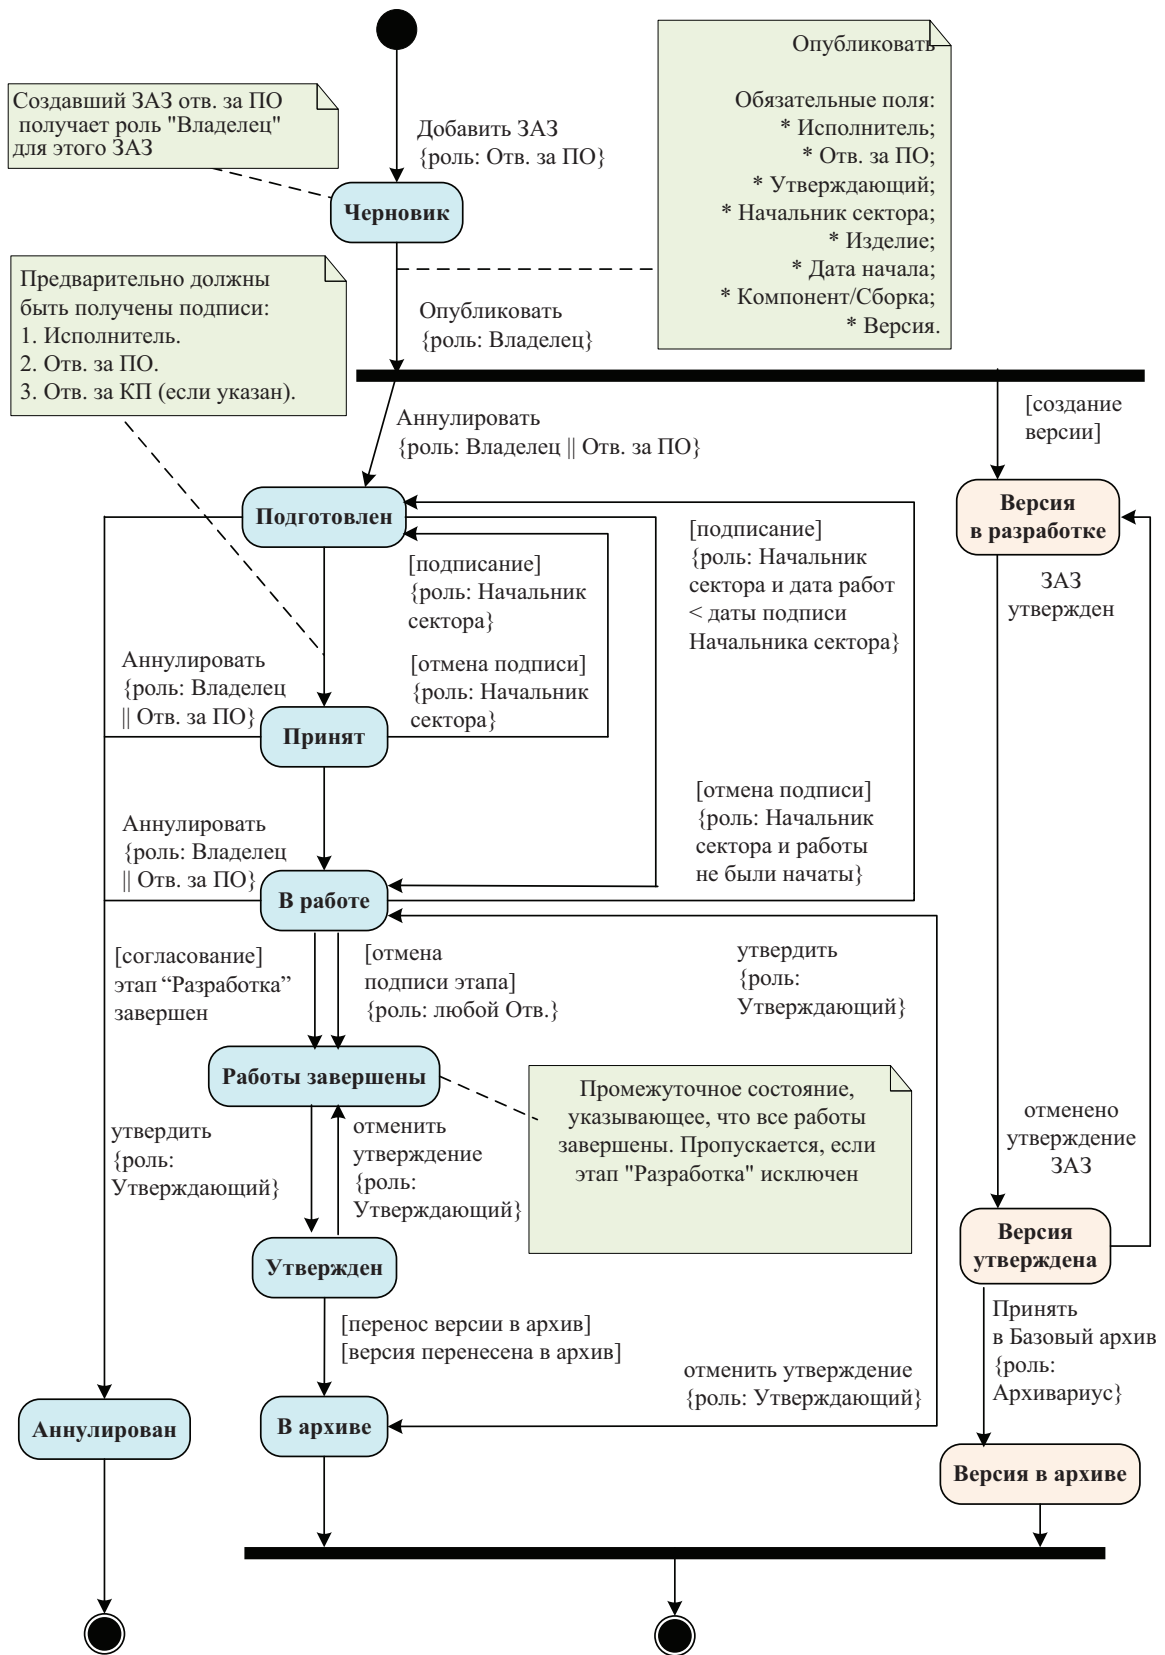 Опубликовать
Обязательные поля:
* Исполнитель;
* Отв. за ПО;
* Утверждающий;
* Начальник сектора;
* Изделие;
* Дата начала;
* Компонент/Сборка;
* Версия.
Создавший ЗАЗ отв. за ПО
получает роль "Владелец"
для этого ЗАЗ
Добавить ЗАЗ
{роль: Отв. за ПО}
Черновик
Предварительно должны
быть получены подписи:
1. Исполнитель.
2. Отв. за ПО.
3. Отв. за КП (если указан).
Опубликовать
{роль: Владелец}
Аннулировать
{роль: Владелец || Отв. за ПО}
[создание
версии]
Подготовлен
Версия
в разработке
[подписание]
{роль: Начальник
сектора}
[подписание]
{роль: Начальник
сектора и дата работ
< даты подписи
Начальника сектора}
ЗАЗ
утвержден
Аннулировать
{роль: Владелец
|| Отв. за ПО}
[отмена подписи]
{роль: Начальник
сектора}
Принят
Аннулировать
{роль: Владелец
|| Отв. за ПО}
[отмена подписи]
{роль: Начальник
сектора и работы
не были начаты}
В работе
[согласование]
этап “Разработка”
завершен
[отмена
подписи этапа]
{роль: любой Отв.}
утвердить
{роль:
Утверждающий}
Работы завершены
Промежуточное состояние,
указывающее, что все работы
завершены. Пропускается, если
этап "Разработка" исключен
утвердить
{роль:
Утверждающий}
отменить
утверждение
{роль:
Утверждающий}
отменено
утверждение
ЗАЗ
Утвержден
Версия
утверждена
[перенос версии в архив]
[версия перенесена в архив]
Принять
в Базовый архив
{роль:
Архивариус}
отменить утверждение
{роль: Утверждающий}
Аннулирован
В архиве
Версия в архиве